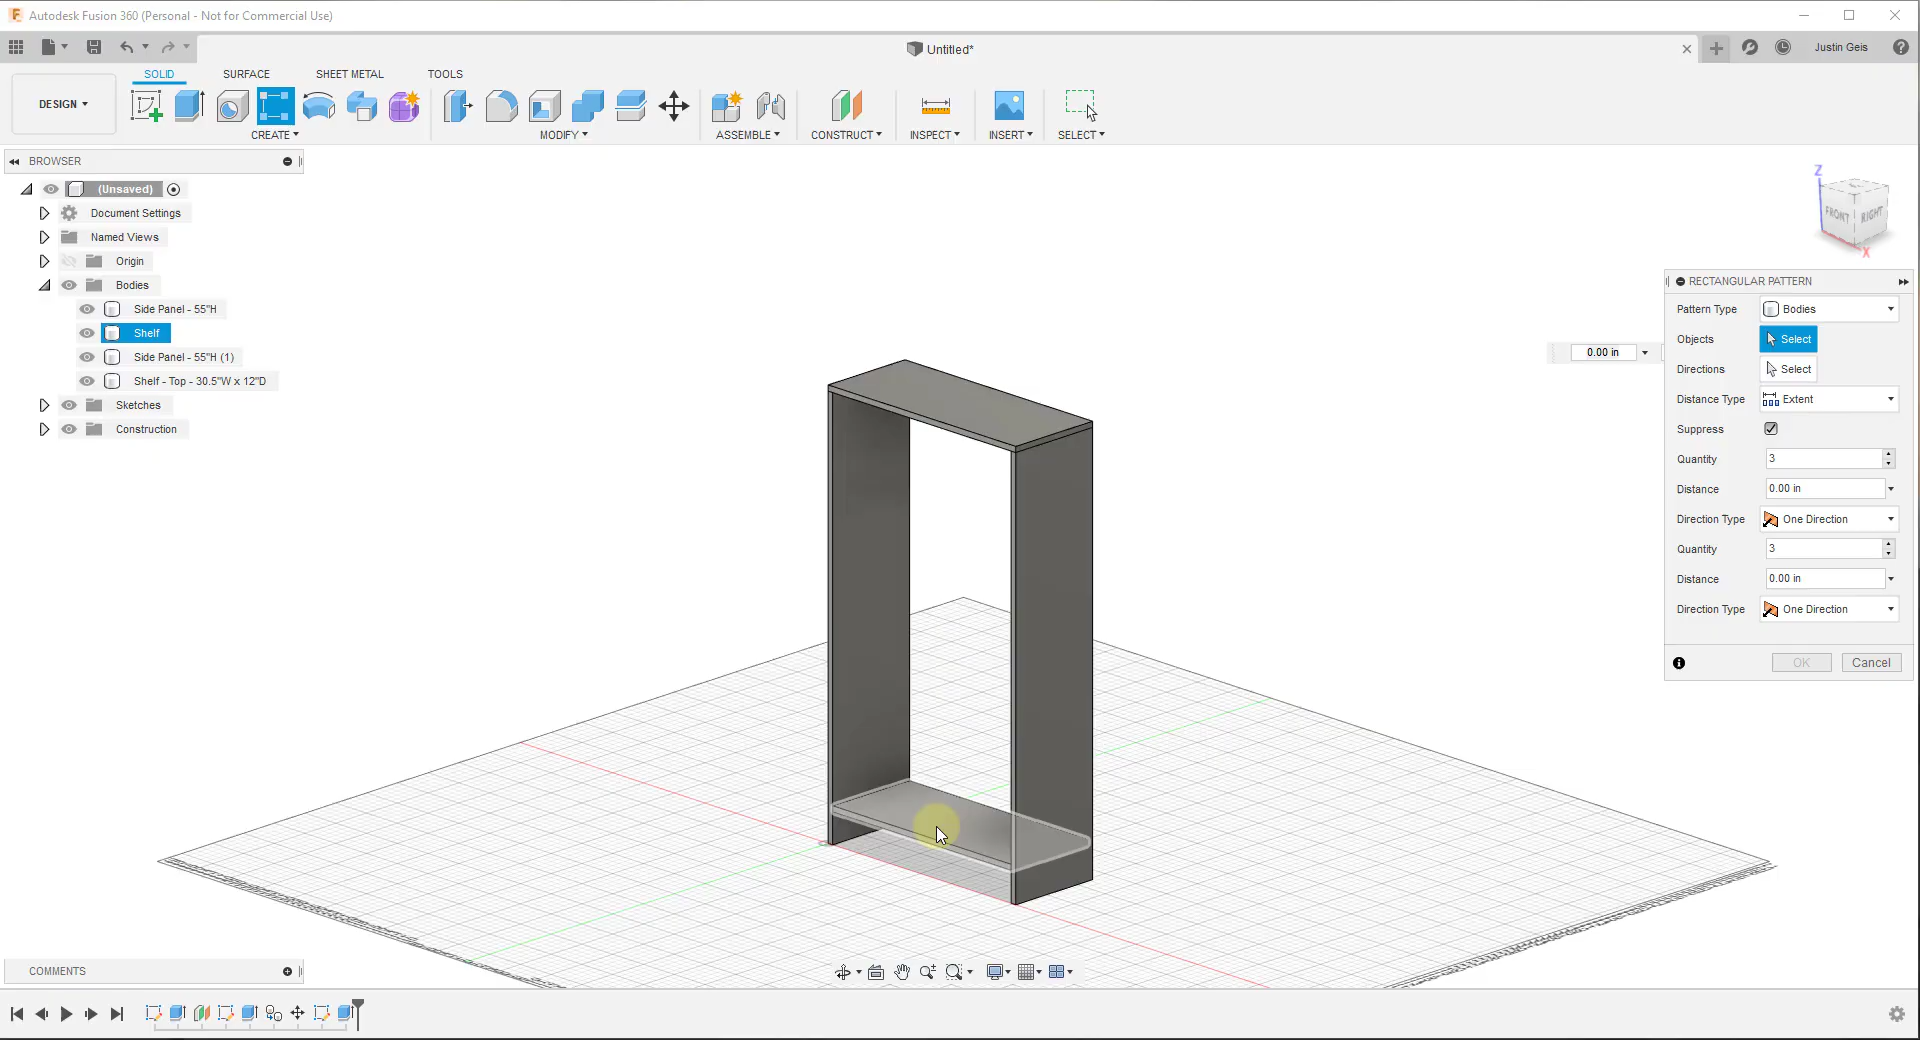 Autodesk Fusion 360 (Personal - Not for Commercial Use)
Untitled*
Justin Geis
DESIGN
SOLID
SURFACE
SHEET METAL
TOOLS
CREATE
MODIFY
ASSEMBLE
CONSTRUCT
INSPECT
INSERT
SELECT
BROWSER
(Unsaved)
Document Settings
Named Views
Origin
Bodies
Side Panel - 55"H
Shelf
Side Panel - 55"H (1)
Shelf - Top - 30.5"W x 12"D
Sketches
Construction
Z
FRONT
RIGHT
X
0.00 in
RECTANGULAR PATTERN
Pattern Type Bodies
Objects Select
Directions Select
Distance Type Extent
Suppress
Quantity 3
Distance 0.00 in
Direction Type One Direction
Quantity 3
Distance 0.00 in
Direction Type One Direction
OK Cancel
COMMENTS